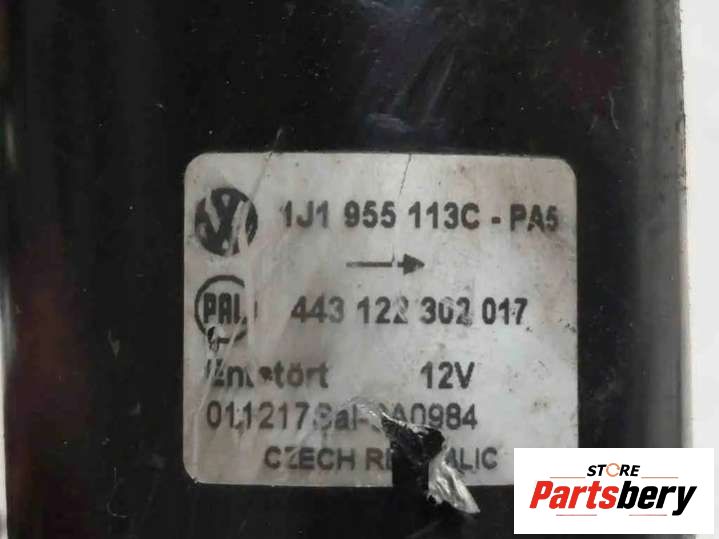 1J1 955 113C - PA5
PAL
443 122 302 017
12V
CZECH
STORE
Partsbery